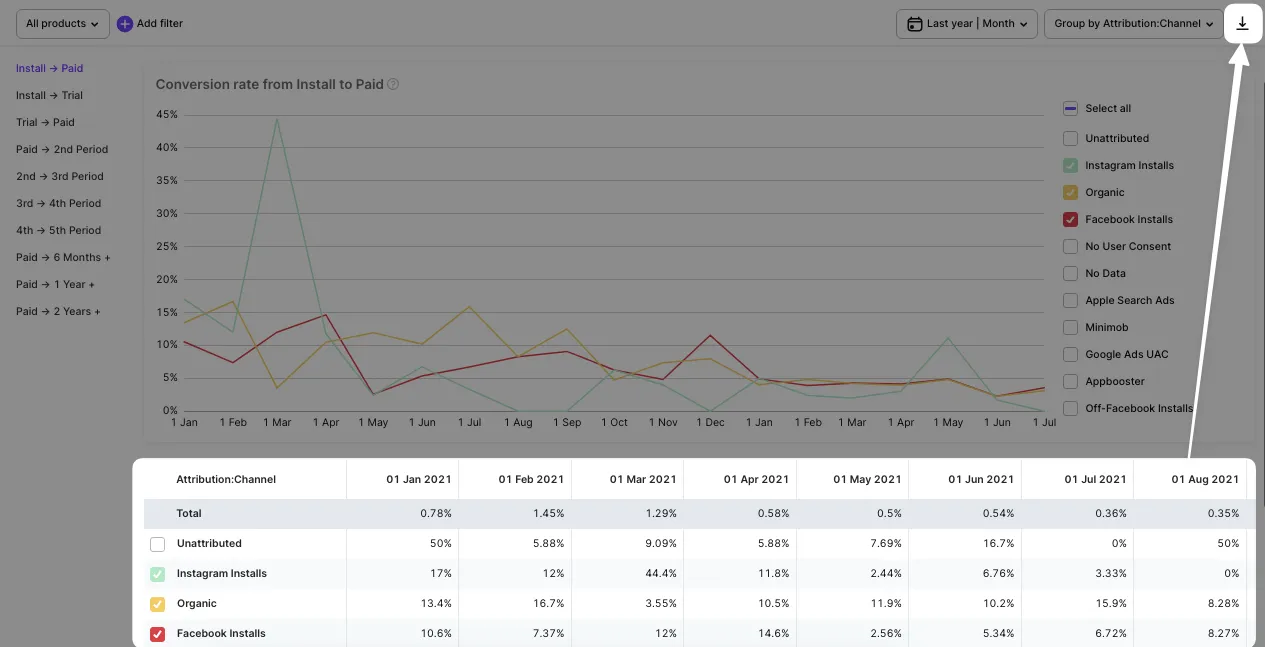 All products
Add filter
Last year | Month
Group by Attribution:Channel
Install → Paid
Install → Trial
Trial → Paid
Paid → 2nd Period
2nd → 3rd Period
3rd → 4th Period
4th → 5th Period
Paid → 6 Months +
Paid → 1 Year +
Paid → 2 Years +
Conversion rate from Install to Paid ?
45%
40%
35%
30%
25%
20%
15%
10%
5%
0%
1 Jan 1 Feb 1 Mar 1 Apr 1 May 1 Jun 1 Jul 1 Aug 1 Sep 1 Oct 1 Nov 1 Dec 1 Jan 1 Feb 1 Mar 1 Apr 1 May 1 Jun 1 Jul
Select all
Unattributed
Instagram Installs
Organic
Facebook Installs
No User Consent
No Data
Apple Search Ads
Minimob
Google Ads UAC
Appbooster
Off-Facebook Installs
Attribution:Channel 01 Jan 2021 01 Feb 2021 01 Mar 2021 01 Apr 2021 01 May 2021 01 Jun 2021 01 Jul 2021 01 Aug 2021
Total 0.78% 1.45% 1.29% 0.58% 0.5% 0.54% 0.36% 0.35%
Unattributed 50% 5.88% 9.09% 5.88% 7.69% 16.7% 0% 50%
Instagram Installs 17% 12% 44.4% 11.8% 2.44% 6.76% 3.33% 0%
Organic 13.4% 16.7% 3.55% 10.5% 11.9% 10.2% 15.9% 8.28%
Facebook Installs 10.6% 7.37% 12% 14.6% 2.56% 5.34% 6.72% 8.27%